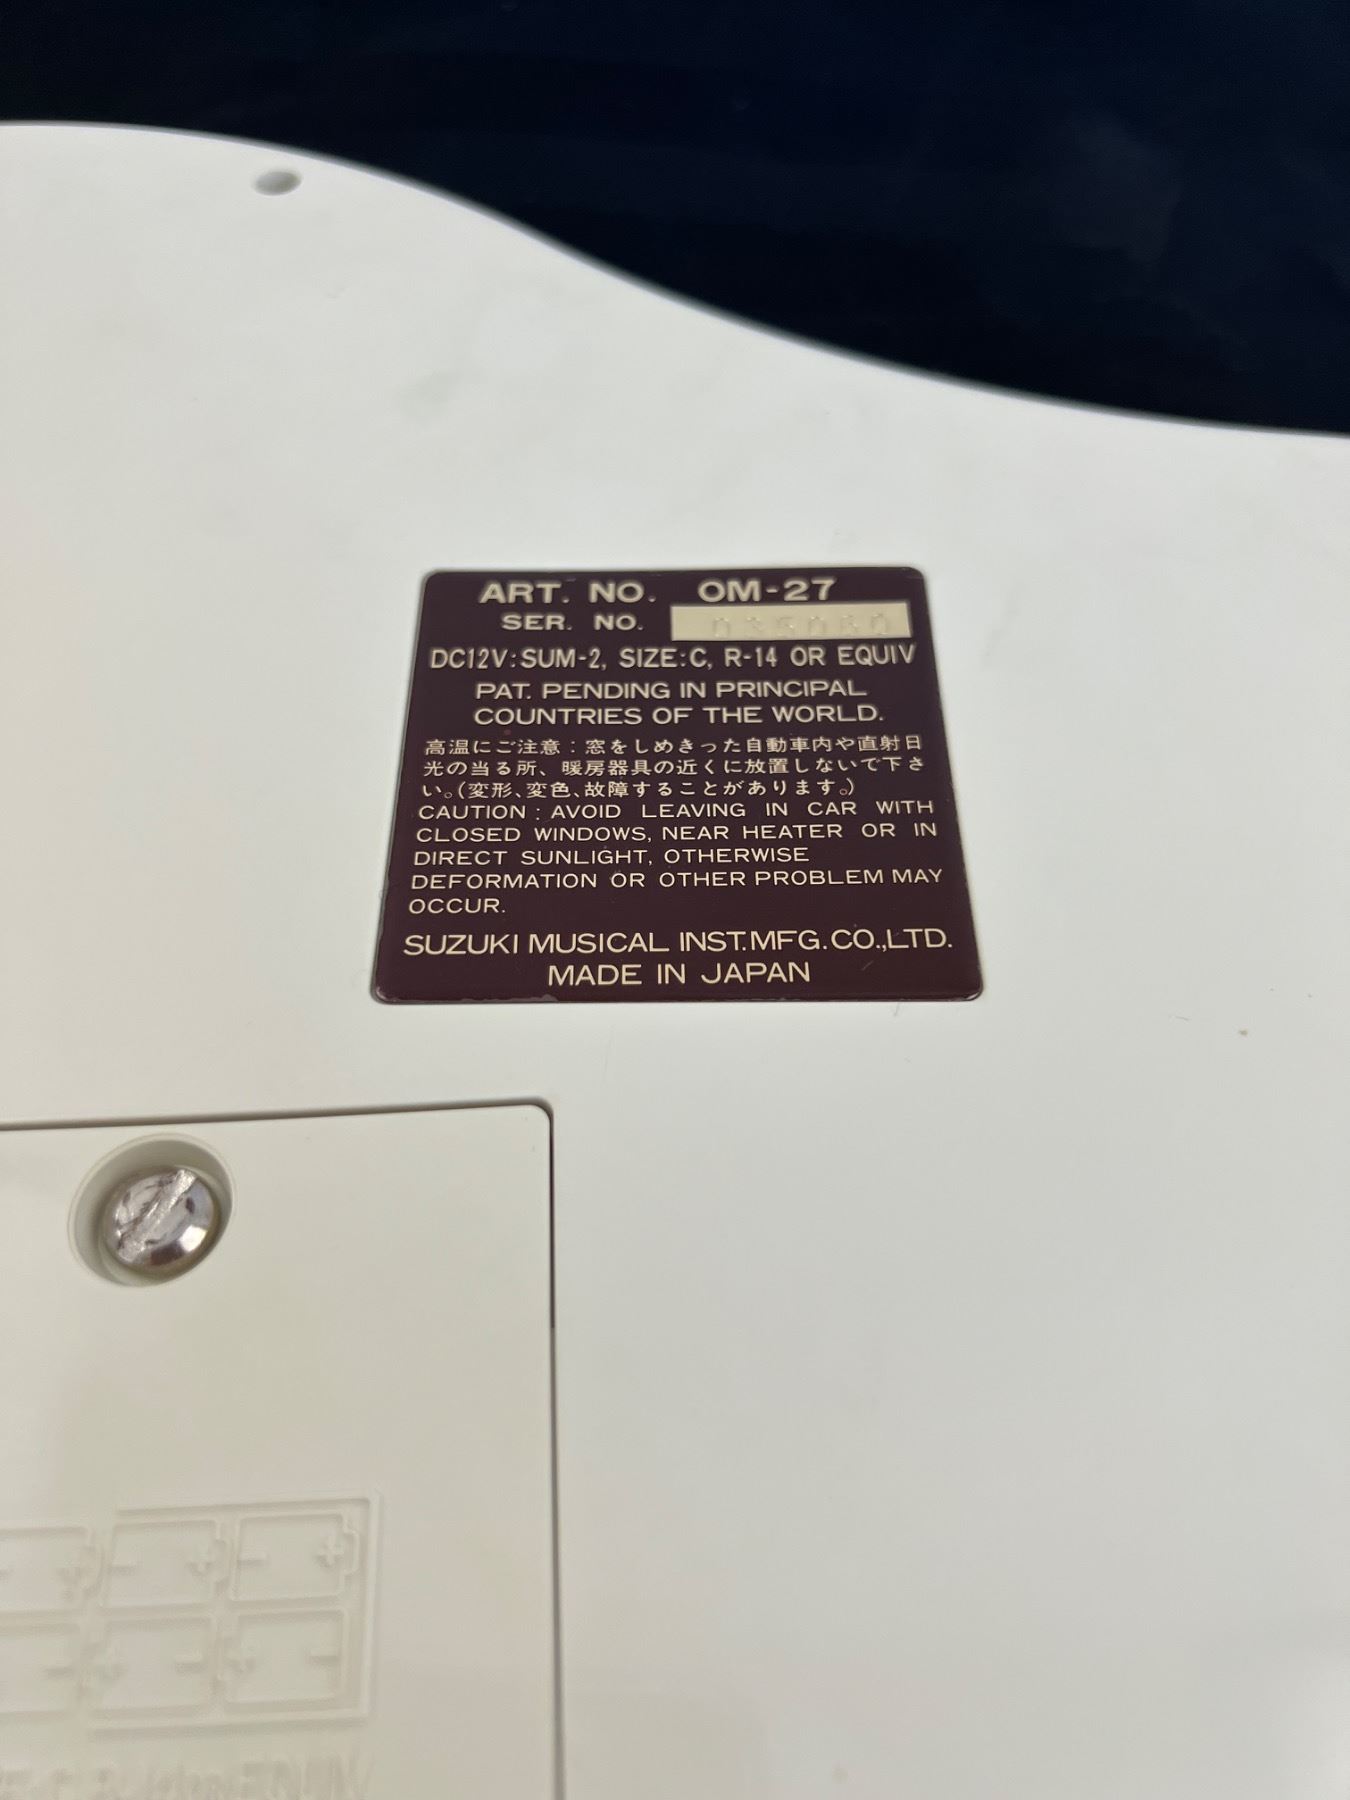 ART. NO. OM-27
SER. NO.
DC12V:SUM-2, SIZE:C, R-14 OR EQUIV
PAT. PENDING IN PRINCIPAL
COUNTRIES OF THE WORLD.
高温にご注意:窓をしめきった自動車内や直射日
光の当る所、暖房器具の近くに放置しないで下さ
い。(変形、変色、故障することがあります。)
CAUTION : AVOID LEAVING IN CAR WITH
CLOSED WINDOWS, NEAR HEATER OR IN
DIRECT SUNLIGHT, OTHERWISE
DEFORMATION OR OTHER PROBLEM MAY
OCCUR.
SUZUKI MUSICAL INST.MFG.CO.,LTD.
MADE IN JAPAN
- + - +
+ - + -